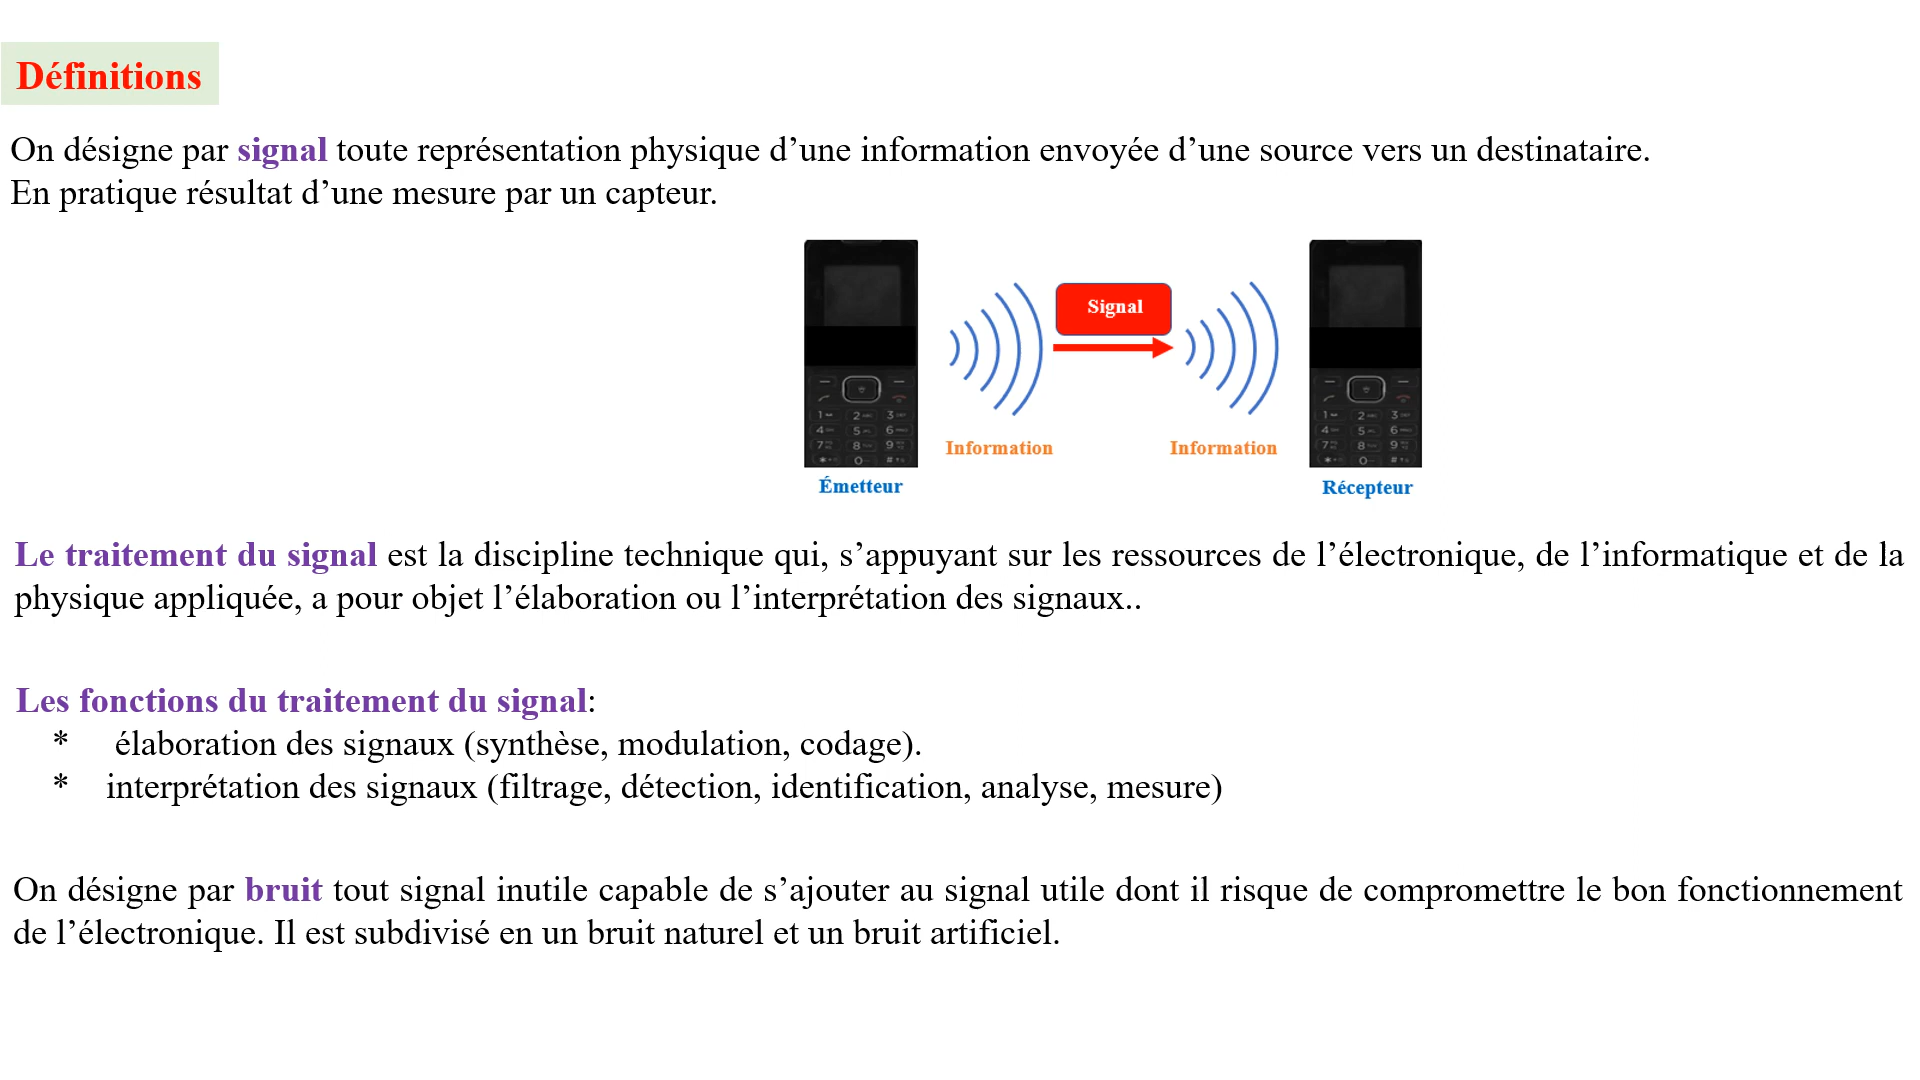 Définitions
On désigne par signal toute représentation physique d’une information envoyée d’une source vers un destinataire.
En pratique résultat d’une mesure par un capteur.
Signal
Information
Information
Émetteur
Récepteur
Le traitement du signal est la discipline technique qui, s’appuyant sur les ressources de l’électronique, de l’informatique et de la
physique appliquée, a pour objet l’élaboration ou l’interprétation des signaux..
Les fonctions du traitement du signal:
* élaboration des signaux (synthèse, modulation, codage).
* interprétation des signaux (filtrage, détection, identification, analyse, mesure)
On désigne par bruit tout signal inutile capable de s’ajouter au signal utile dont il risque de compromettre le bon fonctionnement
de l’électronique. Il est subdivisé en un bruit naturel et un bruit artificiel.